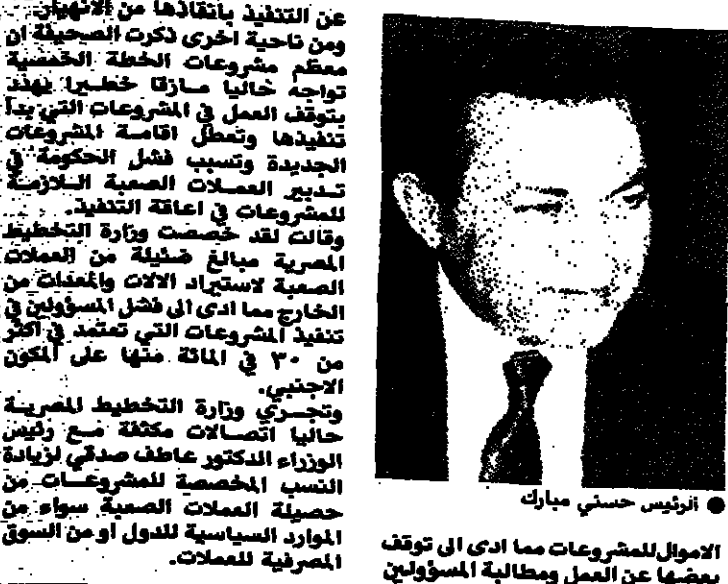 ● الرئيس حسني مبارك
الاموال للمشروعات مما ادى الى توقف
بعضها عن العمل ومطالبة المسؤولين
عن التنفيذ بأنقاذها من الانهيار.
ومن ناحية اخرى ذكرت الصحيفة ان
معظم مشروعات الخطة الخمسية
تواجه حاليا مازقا خطيرا يهدد
بتوقف العمل في المشروعات التي بدأ
تنفيذها وتعطل اقامة المشروعات
الجديدة وتسبب فشل الحكومة في
تدبير العملات الصعبة اللازمة
للمشروعات في اعاقة التنفيذ.
وقالت لقد خصصت وزارة التخطيط
المصرية مبالغ ضئيلة من العملات
الصعبة لاستيراد الالات والمعدات من
الخارج مما ادى الى فشل المسؤولين في
تنفيذ المشروعات التي تعتمد في اكثر
من ٣٠ في المائة منها على المكون
الاجنبي.
وتجري وزارة التخطيط المصرية
حاليا اتصالات مكثفة مع رئيس
الوزراء الدكتور عاطف صدقي لزيادة
النسب المخصصة للمشروعات من
حصيلة العملات الصعبة سواء من
الموارد السياسية للدول او من السوق
المصرفية للعملات.